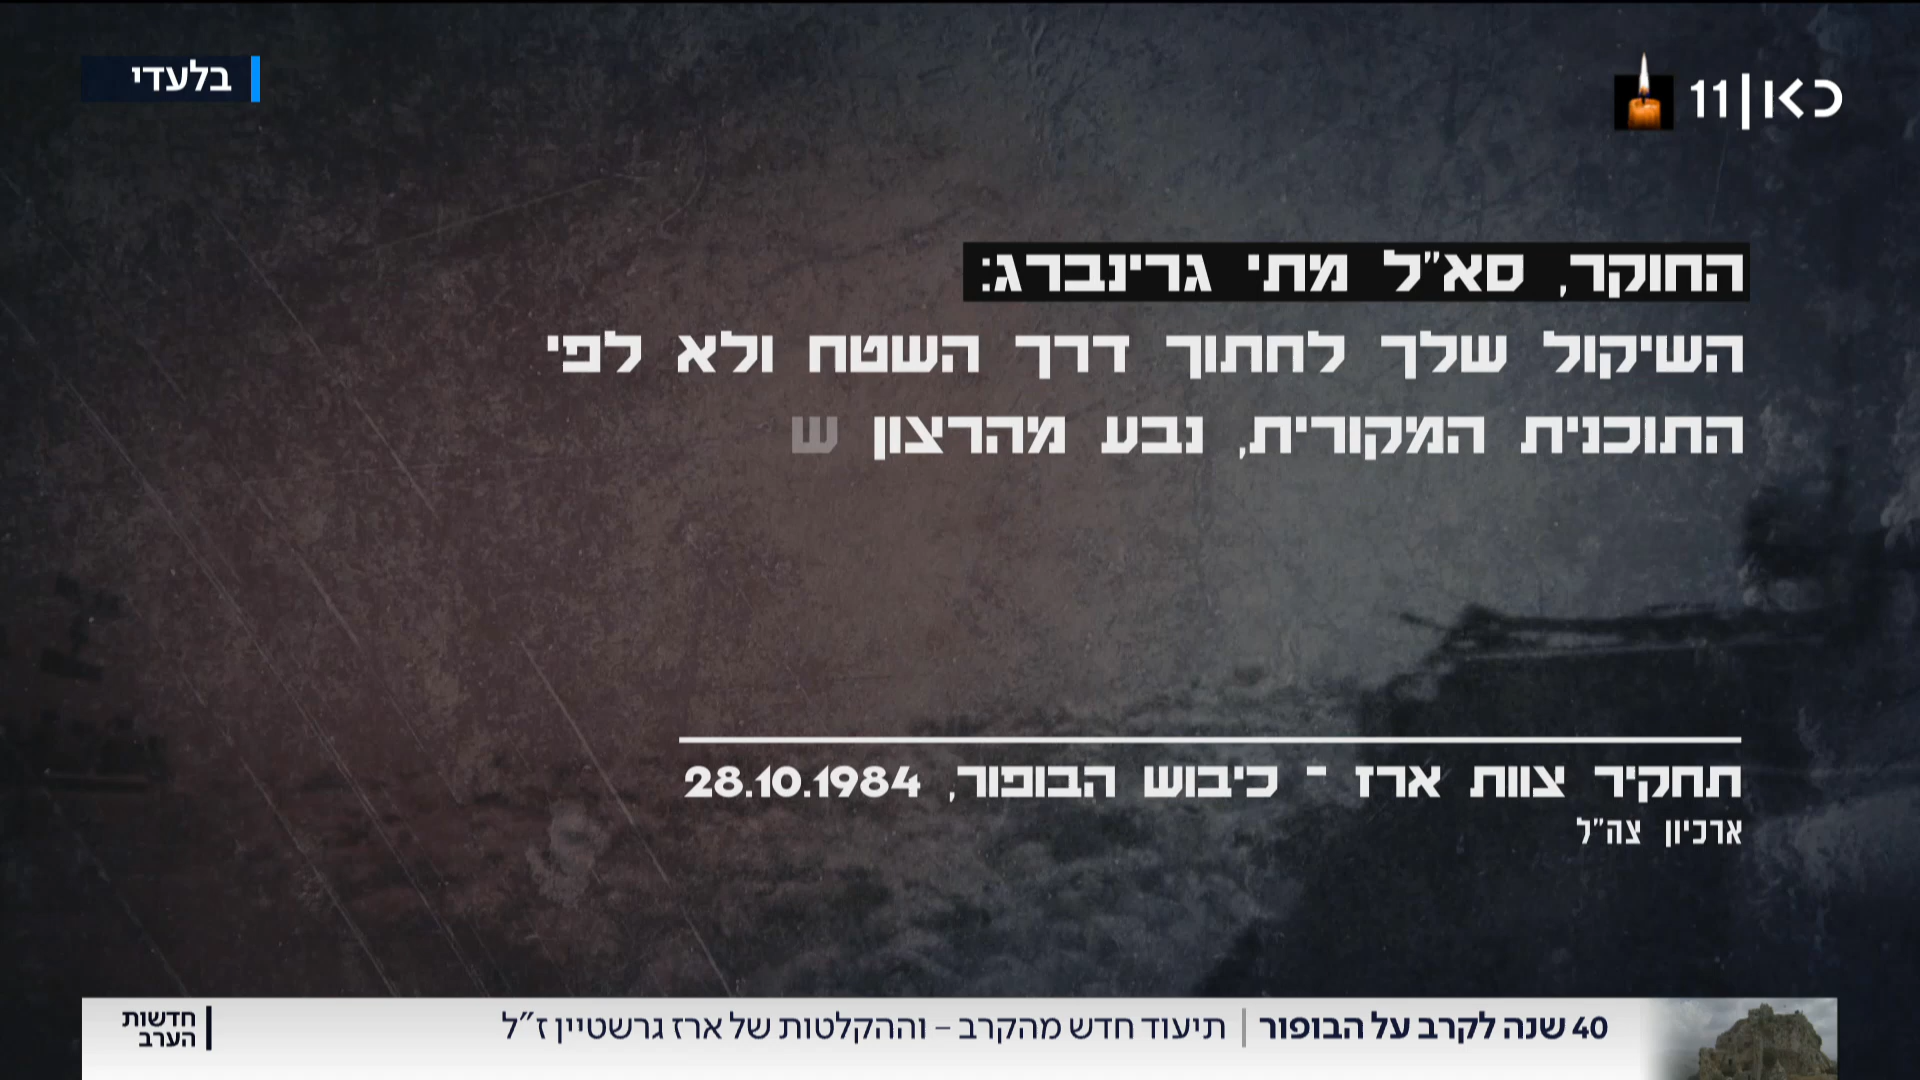 בלעדי
כאן 11
החוקר, סא"ל מתי גרינברג:
השיקול שלך לחתוך דרך השטח ולא לפי
התוכנית המקורית, נבע מהרצון ש
תחקיר צוות ארז - כיבוש הבופור, 28.10.1984
ארכיון צה"ל
40 שנה לקרב על הבופור | תיעוד חדש מהקרב – וההקלטות של ארז גרשטיין ז"ל
חדשות
הערב